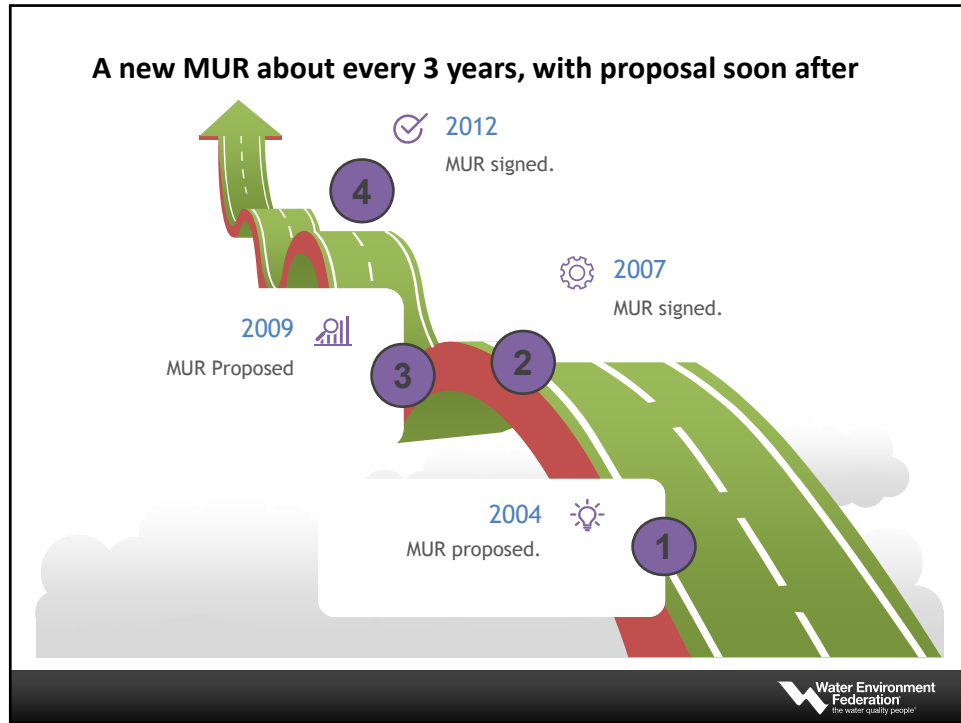 A new MUR about every 3 years, with proposal soon after
2012
MUR signed.
4
2007
MUR signed.
2009
MUR Proposed
3
2
2004
MUR proposed.
1
Water Environment
Federation
the water quality people